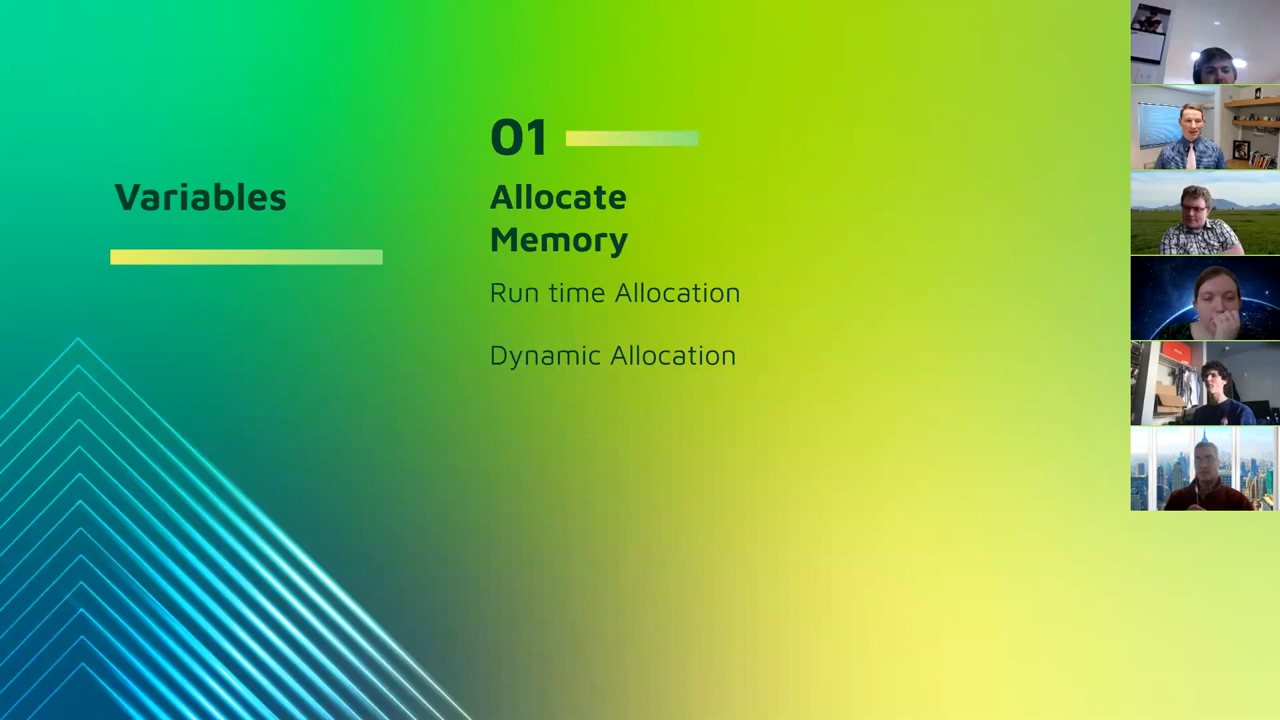 Variables
01
Allocate
Memory
Run time Allocation
Dynamic Allocation